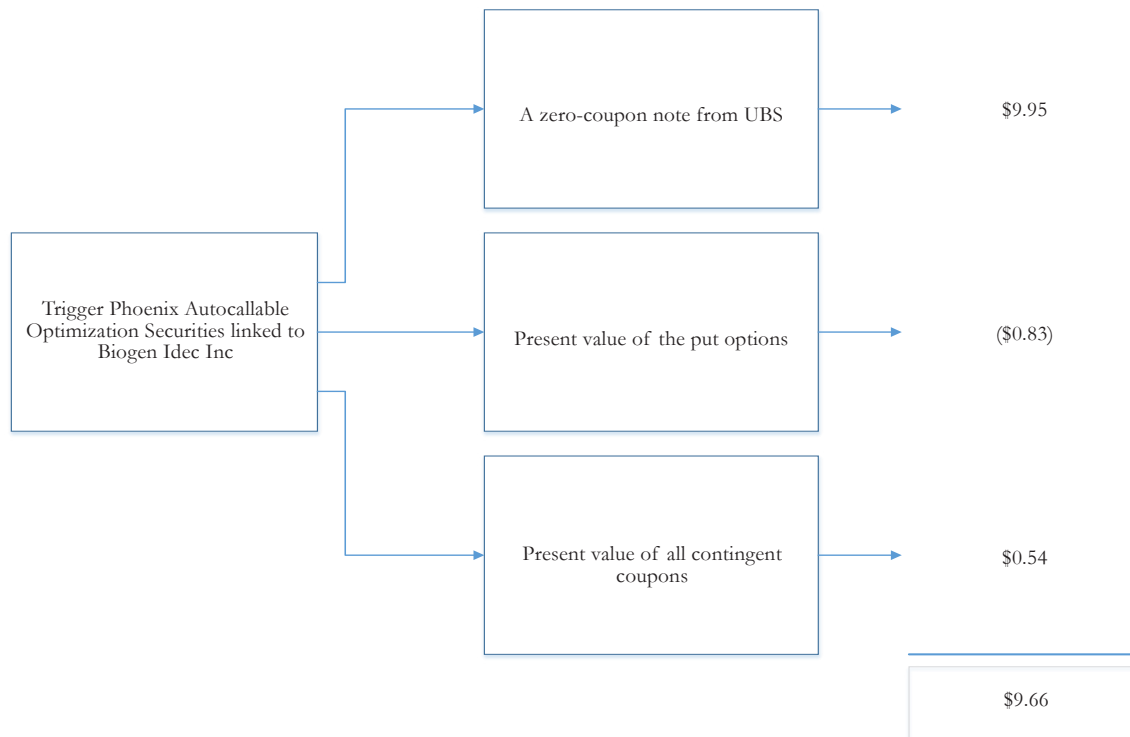 A zero-coupon note from UBS
$9.95
Trigger Phoenix Autocallable
Optimization Securities linked to
Biogen Idec Inc
Present value of the put options
($0.83)
Present value of all contingent
coupons
$0.54
$9.66